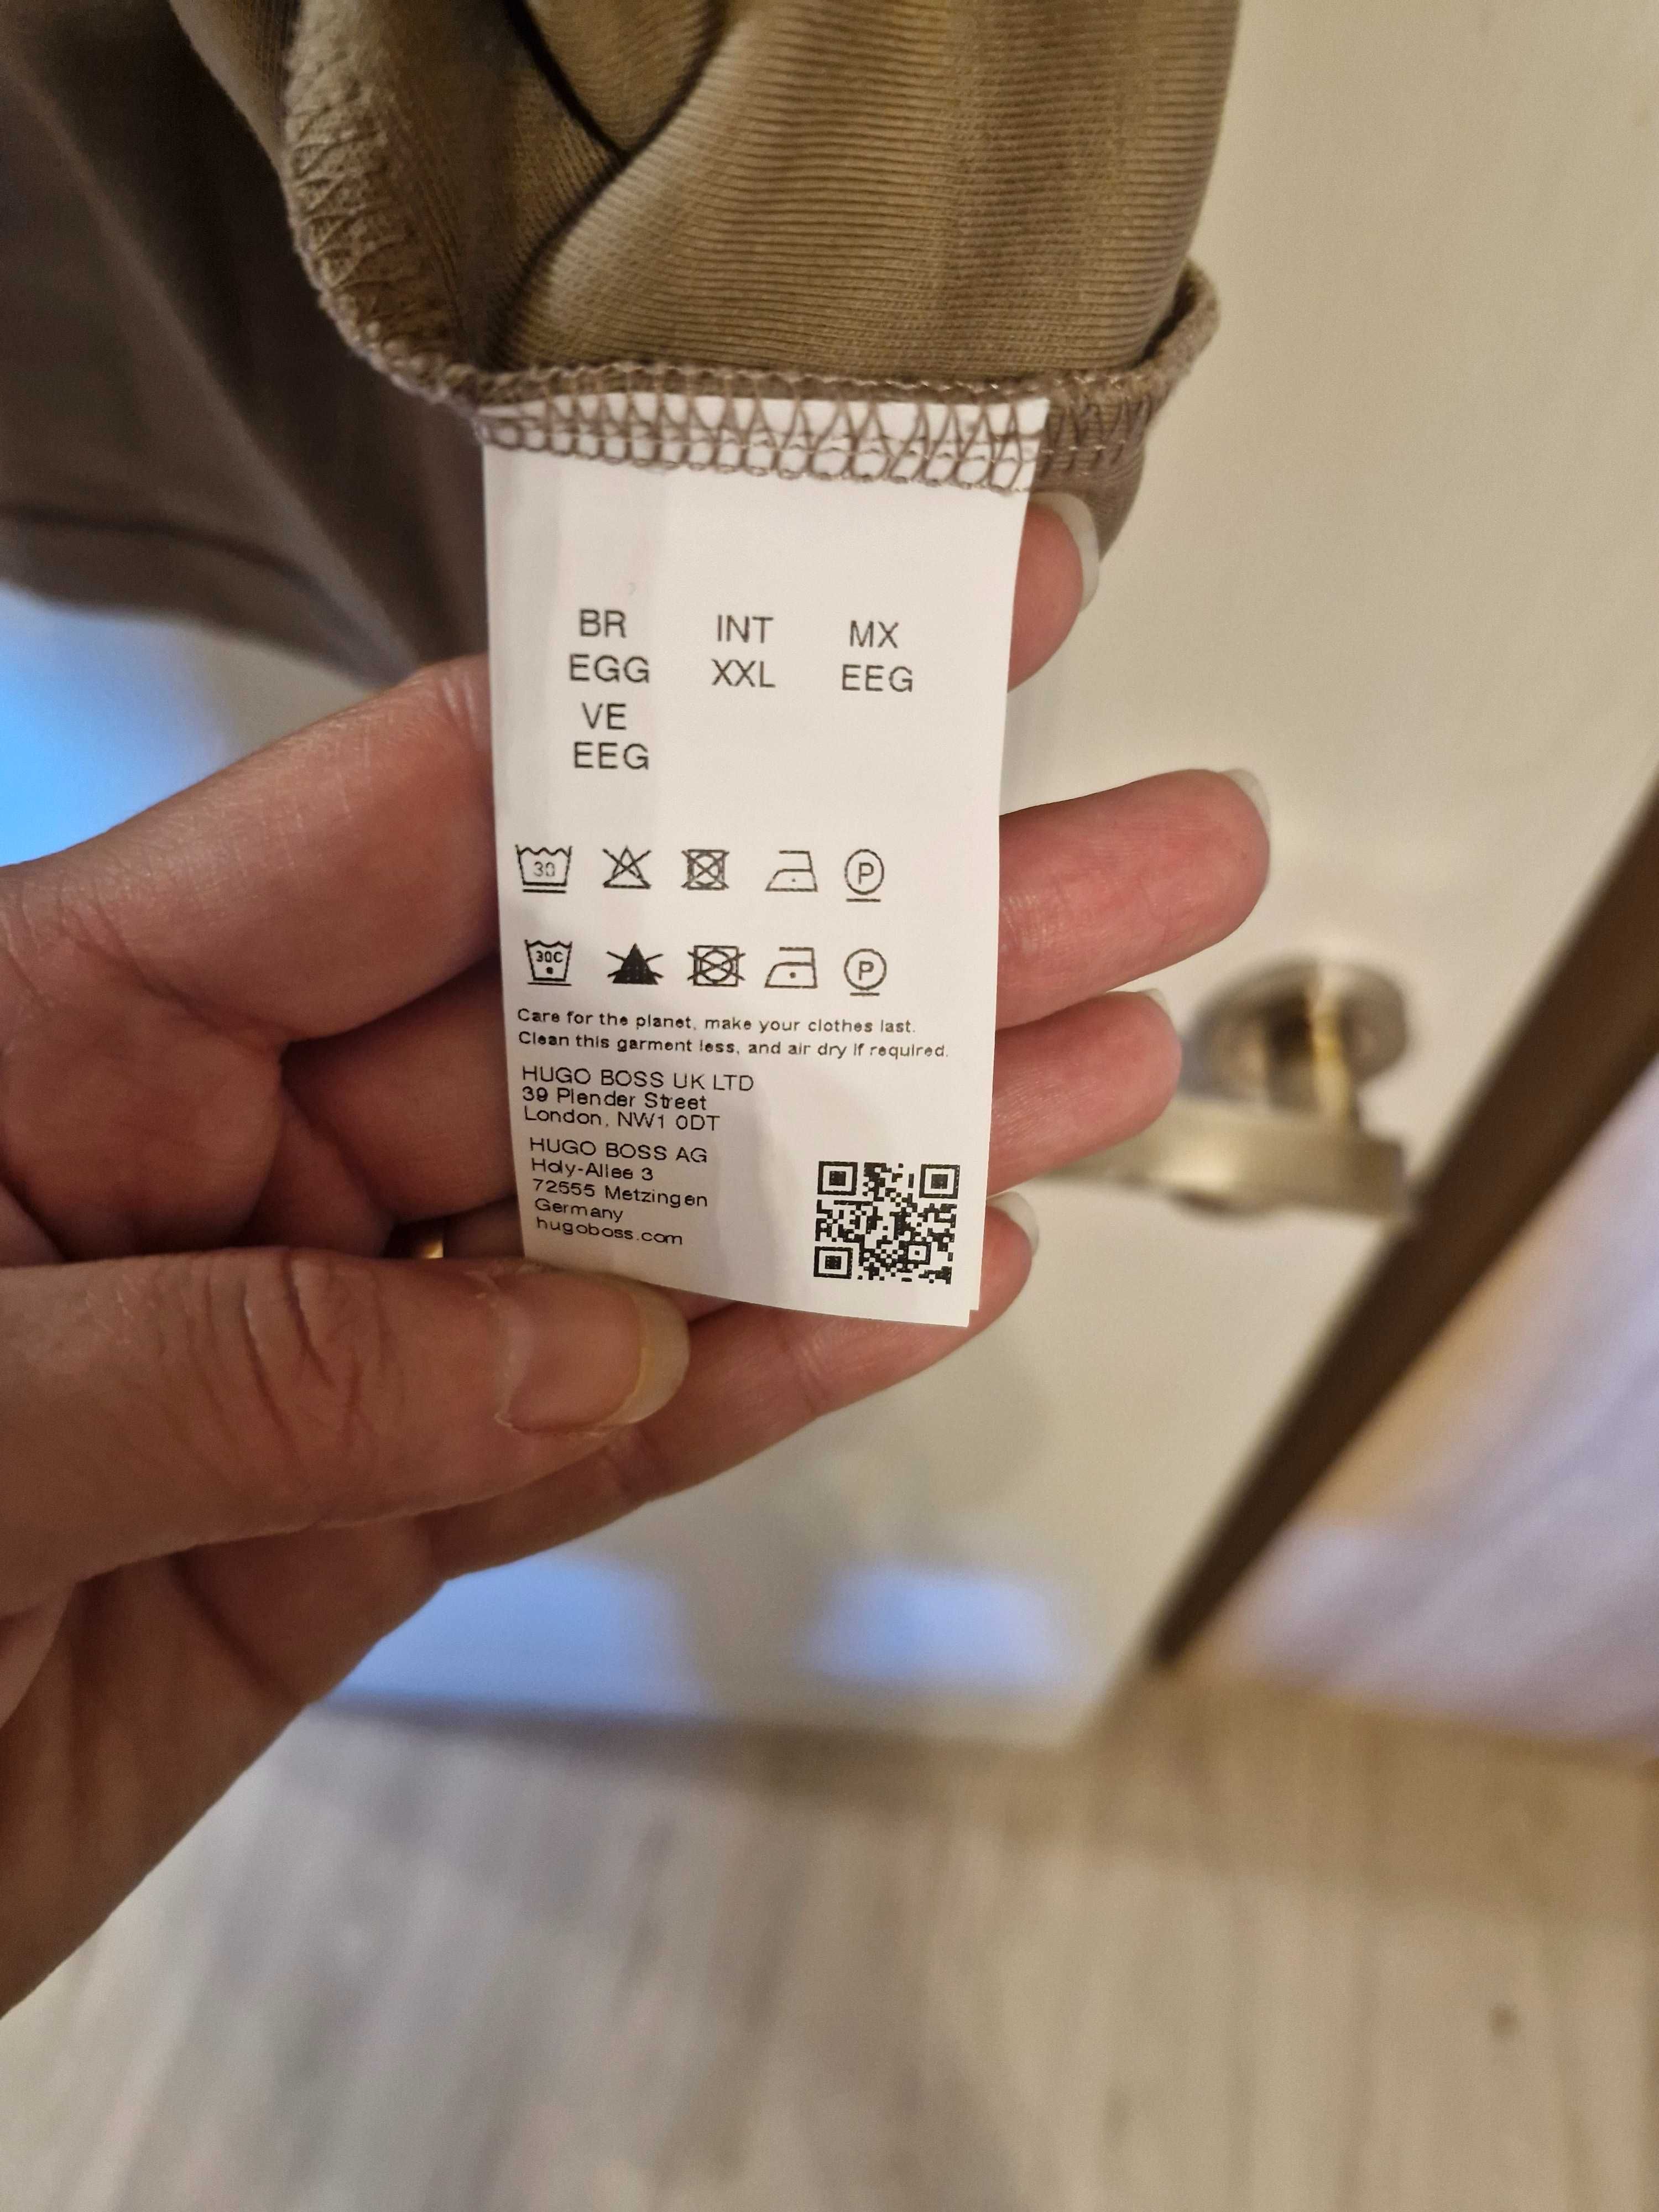 BR INT MX
EGG XXL EEG
VE
EEG
30 P
30C P
Care for the planet, make your clothes last.
Clean this garment less, and air dry if required.
HUGO BOSS UK LTD
39 Plender Street
London, NW1 0DT
HUGO BOSS AG
Holy-Allee 3
72555 Metzingen
Germany
hugoboss.com